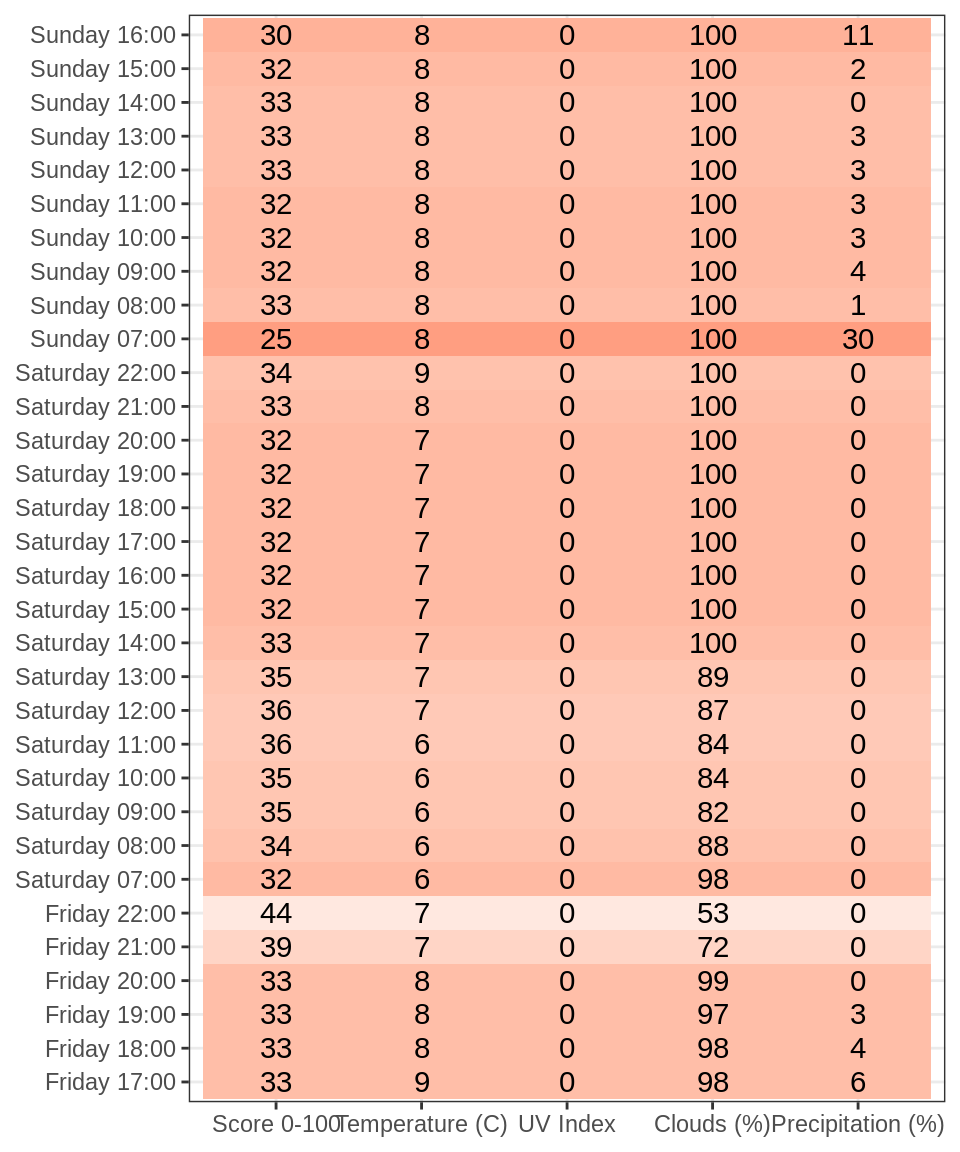 Sunday 16:00 30 8 0 100 11
Sunday 15:00 32 8 0 100 2
Sunday 14:00 33 8 0 100 0
Sunday 13:00 33 8 0 100 3
Sunday 12:00 33 8 0 100 3
Sunday 11:00 32 8 0 100 3
Sunday 10:00 32 8 0 100 3
Sunday 09:00 32 8 0 100 4
Sunday 08:00 33 8 0 100 1
Sunday 07:00 25 8 0 100 30
Saturday 22:00 34 9 0 100 0
Saturday 21:00 33 8 0 100 0
Saturday 20:00 32 7 0 100 0
Saturday 19:00 32 7 0 100 0
Saturday 18:00 32 7 0 100 0
Saturday 17:00 32 7 0 100 0
Saturday 16:00 32 7 0 100 0
Saturday 15:00 32 7 0 100 0
Saturday 14:00 33 7 0 100 0
Saturday 13:00 35 7 0 89 0
Saturday 12:00 36 7 0 87 0
Saturday 11:00 36 6 0 84 0
Saturday 10:00 35 6 0 84 0
Saturday 09:00 35 6 0 82 0
Saturday 08:00 34 6 0 88 0
Saturday 07:00 32 6 0 98 0
Friday 22:00 44 7 0 53 0
Friday 21:00 39 7 0 72 0
Friday 20:00 33 8 0 99 0
Friday 19:00 33 8 0 97 3
Friday 18:00 33 8 0 98 4
Friday 17:00 33 9 0 98 6
Score 0-100 Temperature (C) UV Index Clouds (%) Precipitation (%)